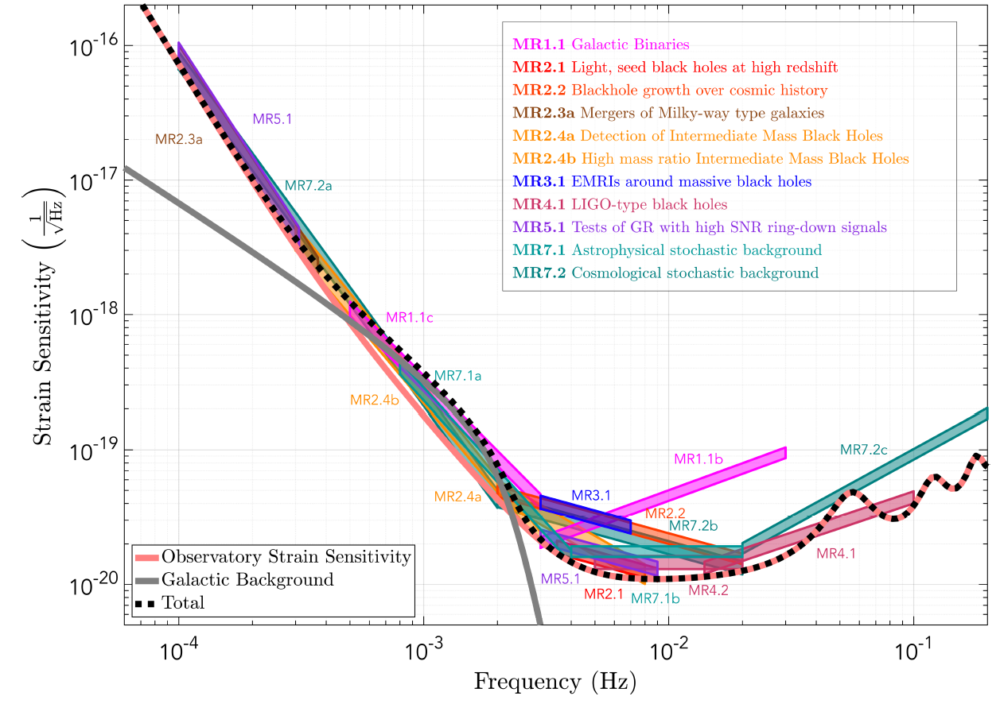 10-16
10-17
10-18
10-19
10-20
Strain Sensitivity (1/√Hz)
MR1.1 Galactic Binaries
MR2.1 Light, seed black holes at high redshift
MR2.2 Blackhole growth over cosmic history
MR2.3a Mergers of Milky-way type galaxies
MR2.4a Detection of Intermediate Mass Black Holes
MR2.4b High mass ratio Intermediate Mass Black Holes
MR3.1 EMRIs around massive black holes
MR4.1 LIGO-type black holes
MR5.1 Tests of GR with high SNR ring-down signals
MR7.1 Astrophysical stochastic background
MR7.2 Cosmological stochastic background
MR5.1
MR2.3a
MR7.2a
MR1.1c
MR7.1a
MR2.4b
MR7.2c
MR1.1b
MR2.4a
MR3.1
MR2.2
MR7.2b
MR4.1
MR5.1
MR2.1
MR7.1b
MR4.2
Observatory Strain Sensitivity
Galactic Background
Total
10-4
10-3
10-2
10-1
Frequency (Hz)